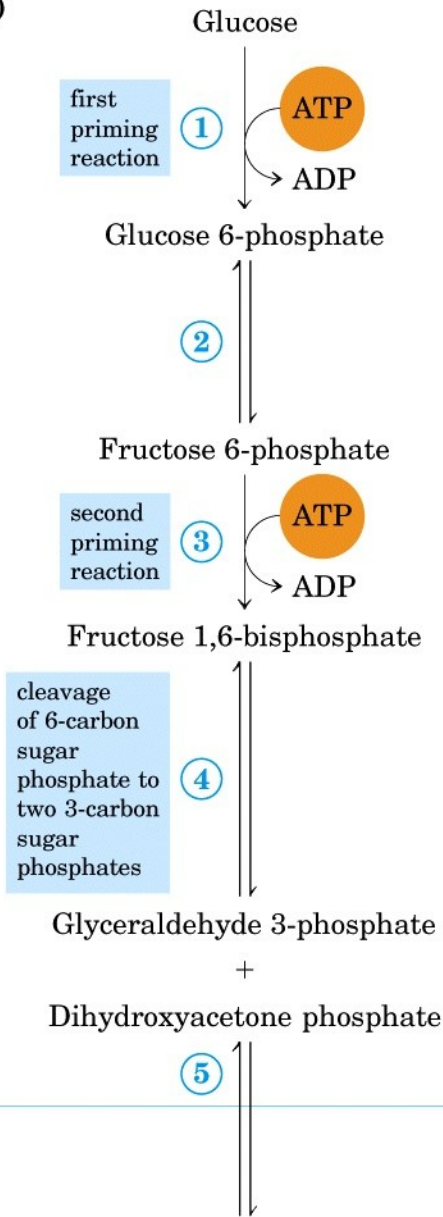 )
Glucose
first
priming
reaction
1
ATP
ADP
Glucose 6-phosphate
2
Fructose 6-phosphate
second
priming
reaction
3
ATP
ADP
Fructose 1,6-bisphosphate
cleavage
of 6-carbon
sugar
phosphate to
two 3-carbon
sugar
phosphates
4
Glyceraldehyde 3-phosphate
+
Dihydroxyacetone phosphate
5